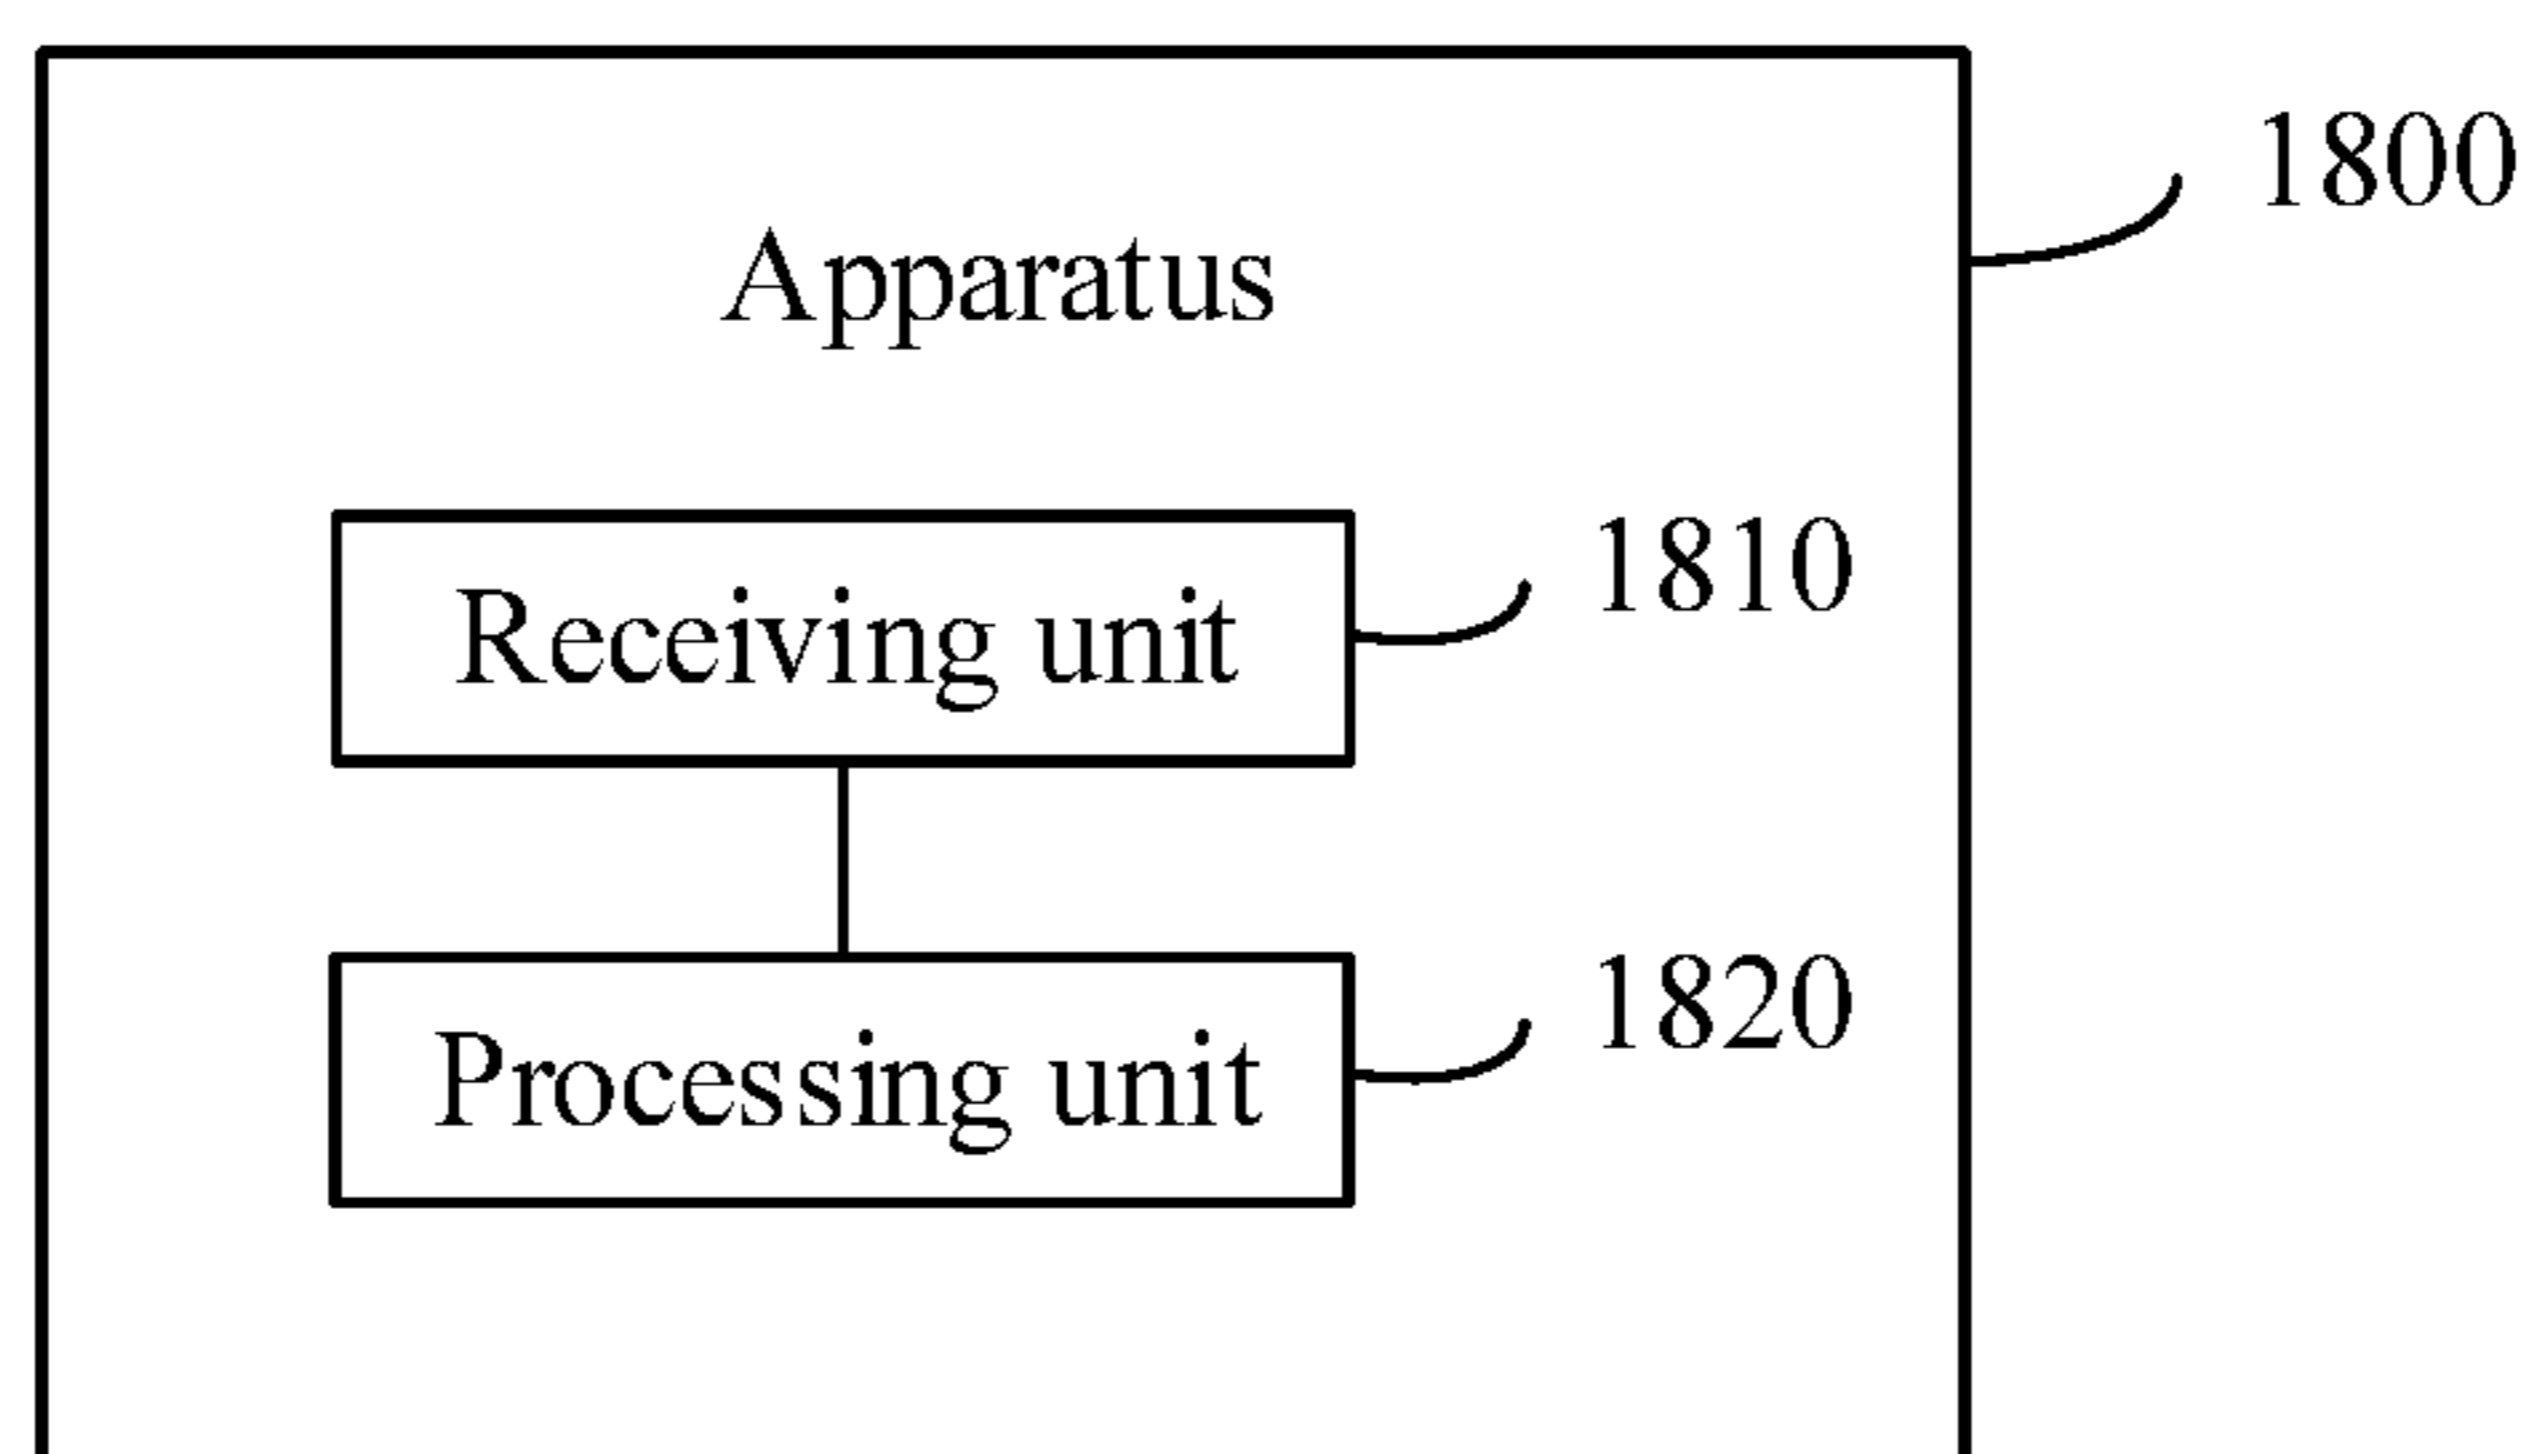 1800
Apparatus
1810
Receiving unit
1820
Processing unit